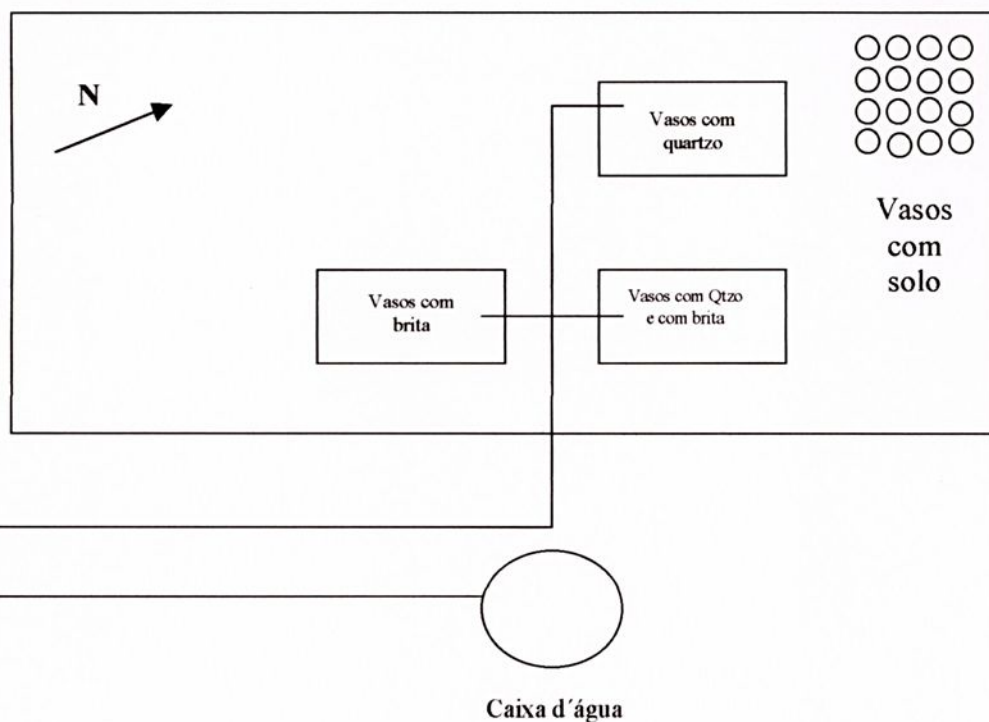 N
Vasos com
quartzo
Vasos
com
solo
Vasos com
brita
Vasos com Qtzo
e com brita
Caixa d´água